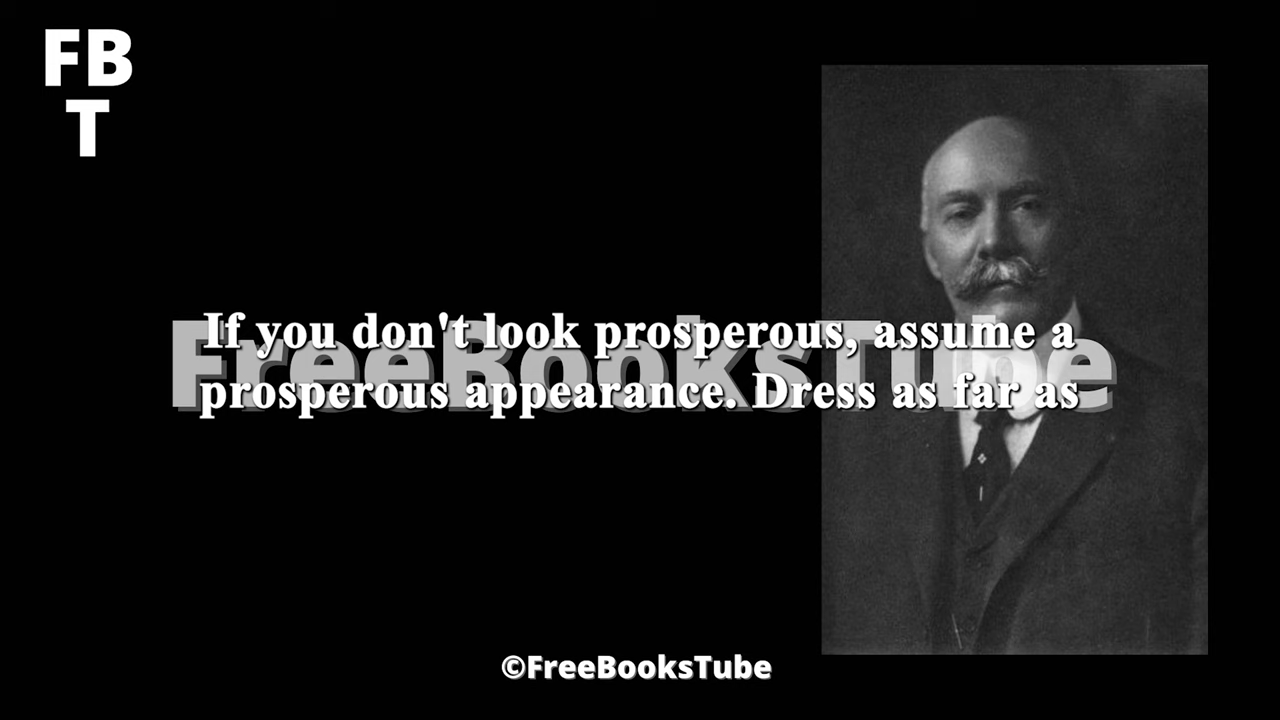 FB
T
If you don't look prosperous, assume a
prosperous appearance. Dress as far as
FreeBooksTube
©FreeBooksTube